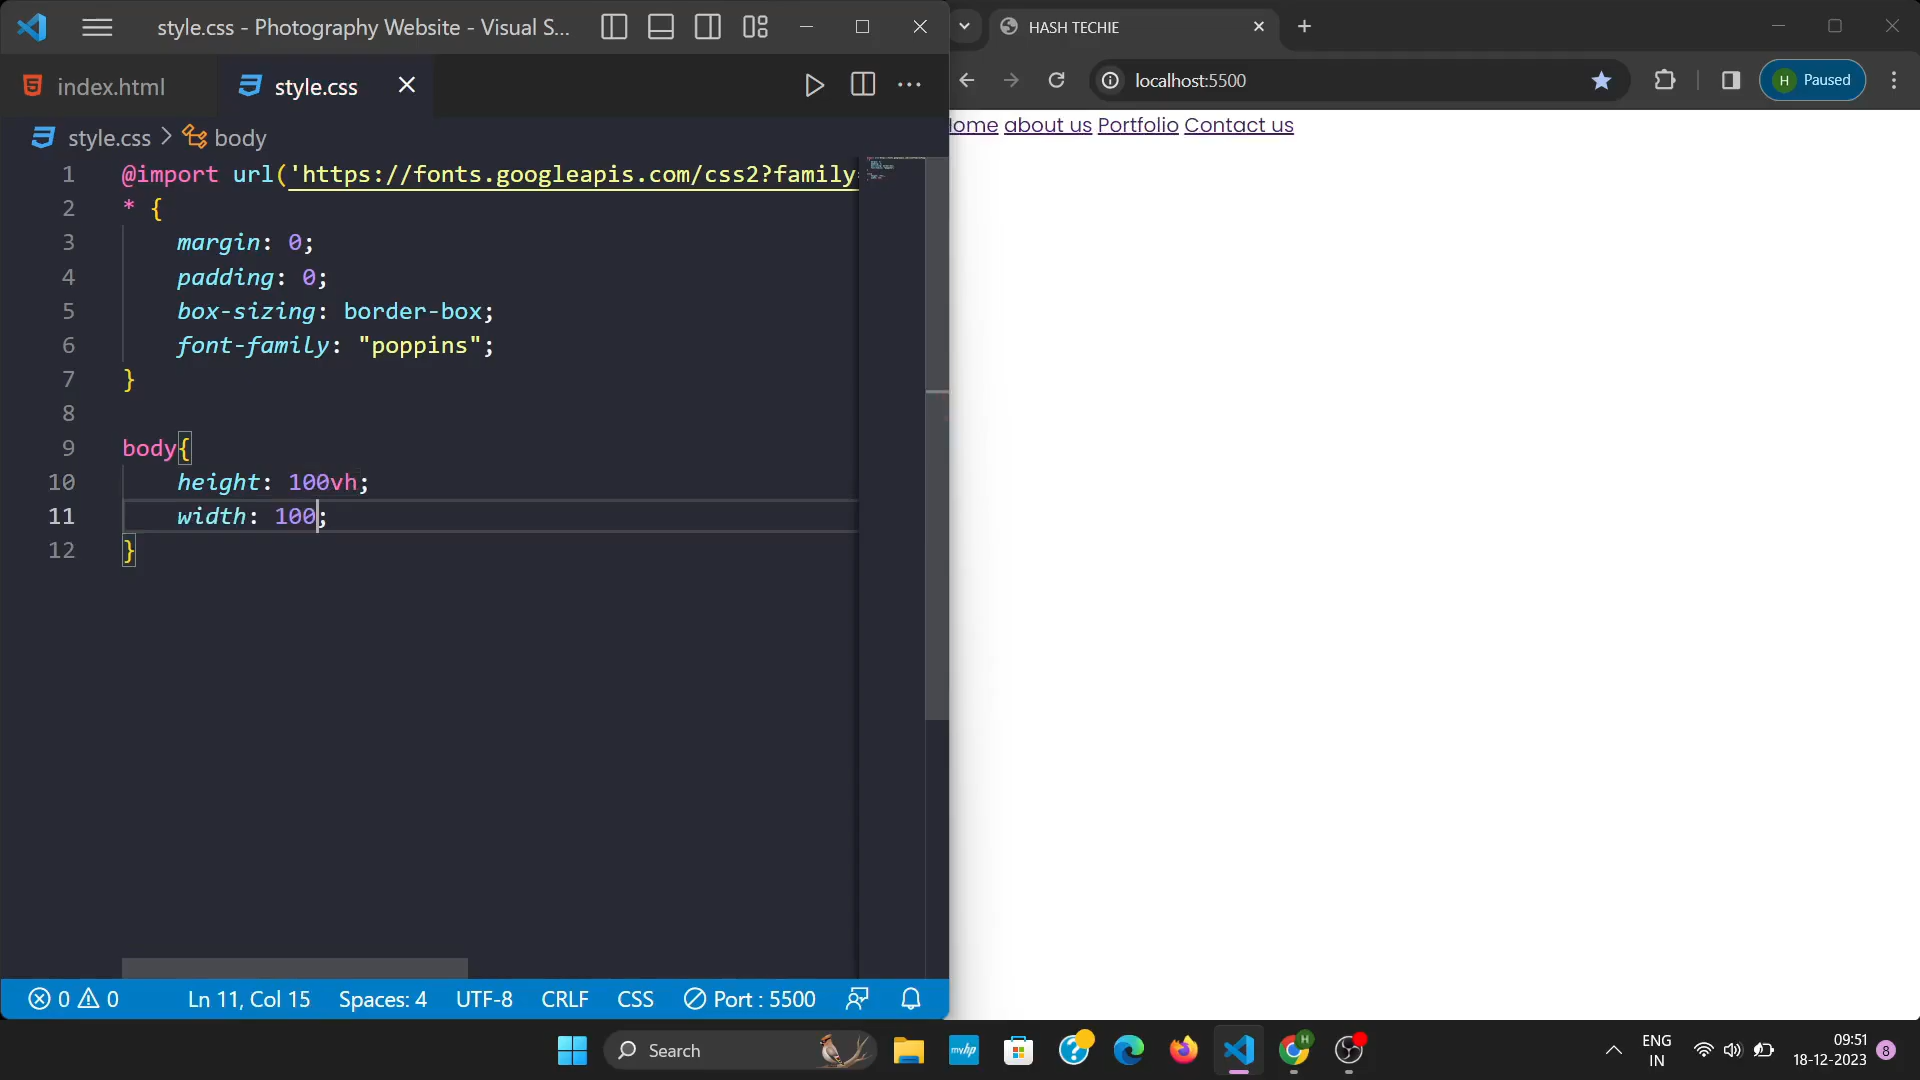 style.css - Photography Website - Visual S...
HASH TECHIE
index.html
style.css
localhost:5500
H
Paused
style.css > body
Home about us Portfolio Contact us
1 @import url('https://fonts.googleapis.com/css2?family
2 * {
3 margin: 0;
4 padding: 0;
5 box-sizing: border-box;
6 font-family: "poppins";
7 }
8
9 body{
10 height: 100vh;
11 width: 100;
12 }
0 0
Ln 11, Col 15
Spaces: 4
UTF-8
CRLF
CSS
Port : 5500
Search
myhp
H
ENG
IN
09:51
18-12-2023
8